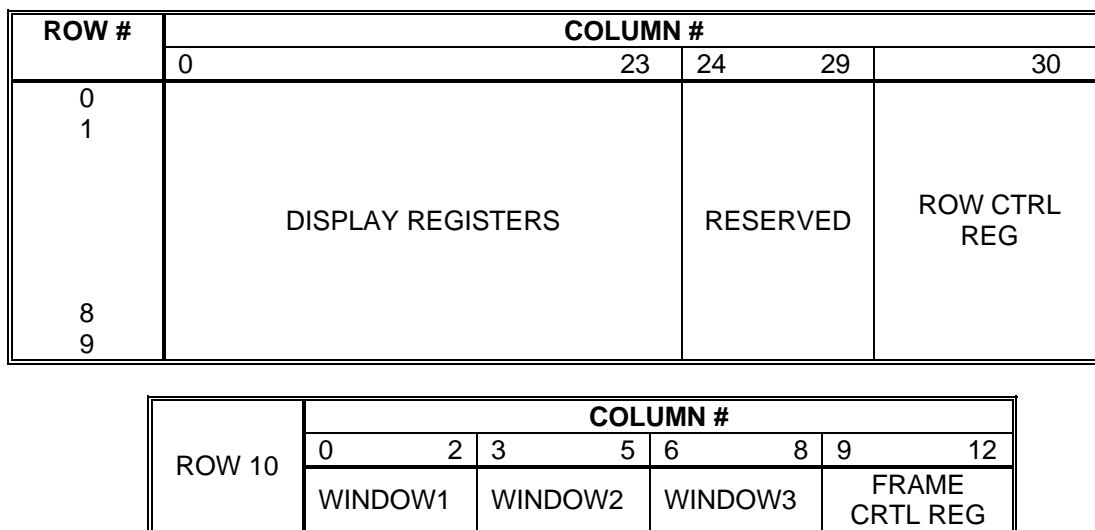 ROW # COLUMN #
0 23 24 29 30
0
1
DISPLAY REGISTERS RESERVED ROW CTRL
REG
8
9
ROW 10 COLUMN #
0 2 3 5 6 8 9 12
WINDOW1 WINDOW2 WINDOW3 FRAME
CRTL REG